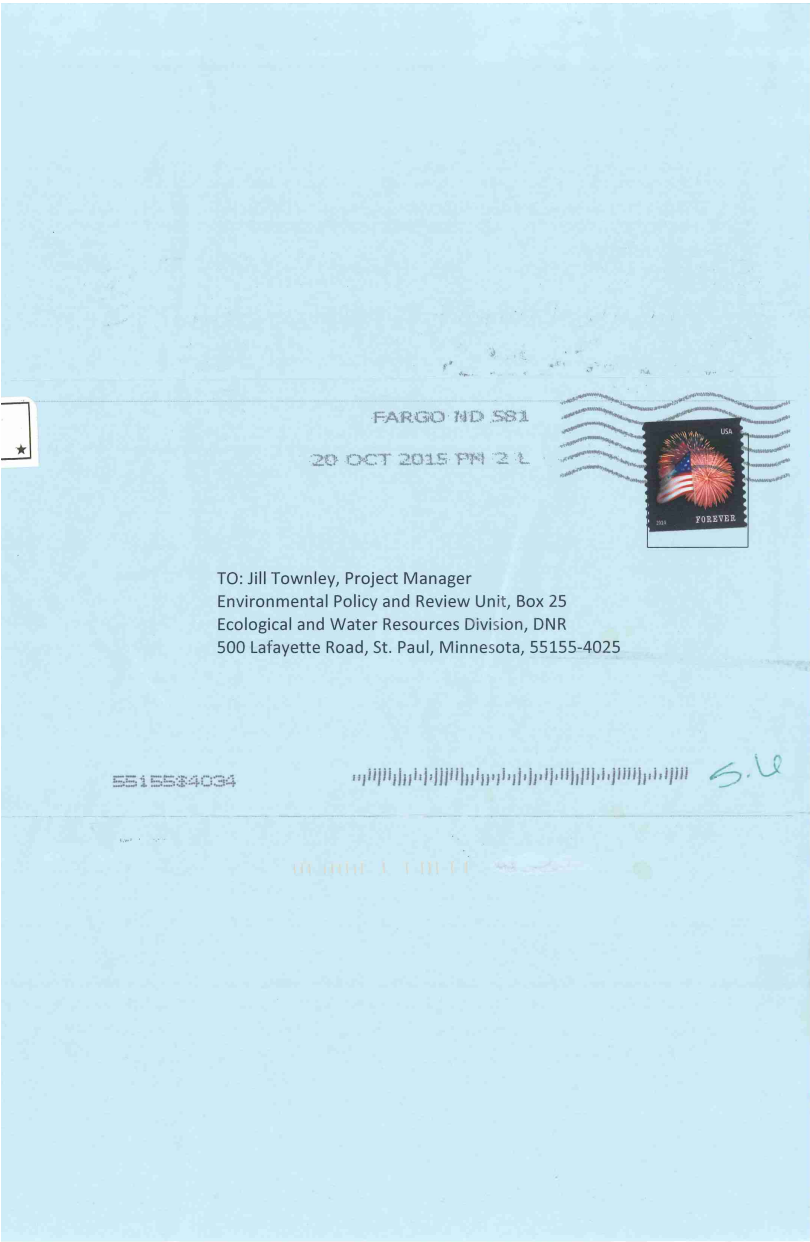 FARGO ND 581
20 OCT 2015 PM 2 L
USA
2014
FOREVER
TO: Jill Townley, Project Manager
Environmental Policy and Review Unit, Box 25
Ecological and Water Resources Division, DNR
500 Lafayette Road, St. Paul, Minnesota, 55155-4025
55155$4034